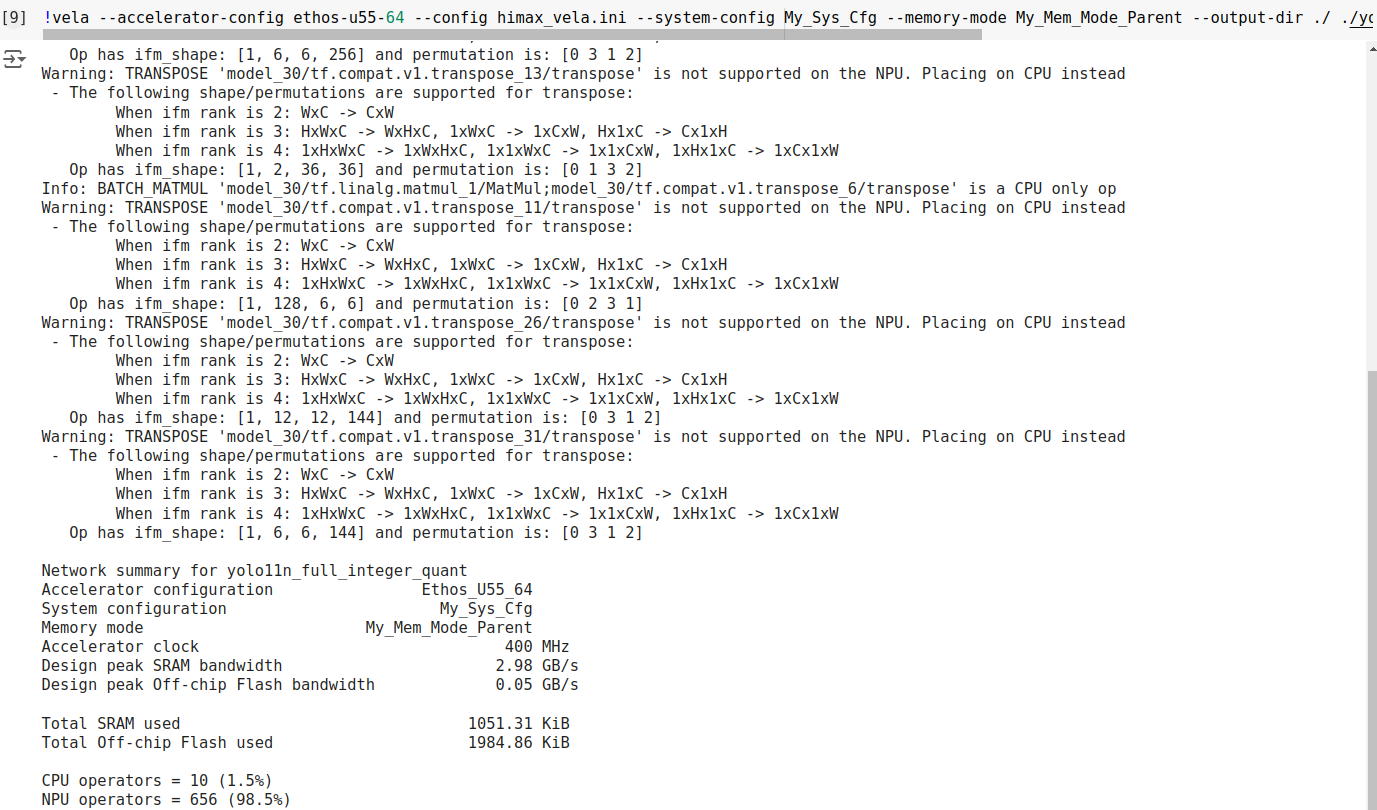 [9] !vela --accelerator-config ethos-u55-64 --config himax_vela.ini --system-config My_Sys_Cfg --memory-mode My_Mem_Mode_Parent --output-dir ./ ./yo
Op has ifm_shape: [1, 6, 6, 256] and permutation is: [0 3 1 2]
Warning: TRANSPOSE 'model_30/tf.compat.v1.transpose_13/transpose' is not supported on the NPU. Placing on CPU instead
- The following shape/permutations are supported for transpose:
When ifm rank is 2: WxC -> CxW
When ifm rank is 3: HxWxC -> WxHxC, 1xWxC -> 1xCxW, Hx1xC -> Cx1xH
When ifm rank is 4: 1xHxWxC -> 1xWxHxC, 1x1xWxC -> 1x1xCxW, 1xHx1xC -> 1xCx1xW
Op has ifm_shape: [1, 2, 36, 36] and permutation is: [0 1 3 2]
Info: BATCH_MATMUL 'model_30/tf.linalg.matmul_1/MatMul;model_30/tf.compat.v1.transpose_6/transpose' is a CPU only op
Warning: TRANSPOSE 'model_30/tf.compat.v1.transpose_11/transpose' is not supported on the NPU. Placing on CPU instead
- The following shape/permutations are supported for transpose:
When ifm rank is 2: WxC -> CxW
When ifm rank is 3: HxWxC -> WxHxC, 1xWxC -> 1xCxW, Hx1xC -> Cx1xH
When ifm rank is 4: 1xHxWxC -> 1xWxHxC, 1x1xWxC -> 1x1xCxW, 1xHx1xC -> 1xCx1xW
Op has ifm_shape: [1, 128, 6, 6] and permutation is: [0 2 3 1]
Warning: TRANSPOSE 'model_30/tf.compat.v1.transpose_26/transpose' is not supported on the NPU. Placing on CPU instead
- The following shape/permutations are supported for transpose:
When ifm rank is 2: WxC -> CxW
When ifm rank is 3: HxWxC -> WxHxC, 1xWxC -> 1xCxW, Hx1xC -> Cx1xH
When ifm rank is 4: 1xHxWxC -> 1xWxHxC, 1x1xWxC -> 1x1xCxW, 1xHx1xC -> 1xCx1xW
Op has ifm_shape: [1, 12, 12, 144] and permutation is: [0 3 1 2]
Warning: TRANSPOSE 'model_30/tf.compat.v1.transpose_31/transpose' is not supported on the NPU. Placing on CPU instead
- The following shape/permutations are supported for transpose:
When ifm rank is 2: WxC -> CxW
When ifm rank is 3: HxWxC -> WxHxC, 1xWxC -> 1xCxW, Hx1xC -> Cx1xH
When ifm rank is 4: 1xHxWxC -> 1xWxHxC, 1x1xWxC -> 1x1xCxW, 1xHx1xC -> 1xCx1xW
Op has ifm_shape: [1, 6, 6, 144] and permutation is: [0 3 1 2]
Network summary for yolo11n_full_integer_quant
Accelerator configuration Ethos_U55_64
System configuration My_Sys_Cfg
Memory mode My_Mem_Mode_Parent
Accelerator clock 400 MHz
Design peak SRAM bandwidth 2.98 GB/s
Design peak Off-chip Flash bandwidth 0.05 GB/s
Total SRAM used 1051.31 KiB
Total Off-chip Flash used 1984.86 KiB
CPU operators = 10 (1.5%)
NPU operators = 656 (98.5%)